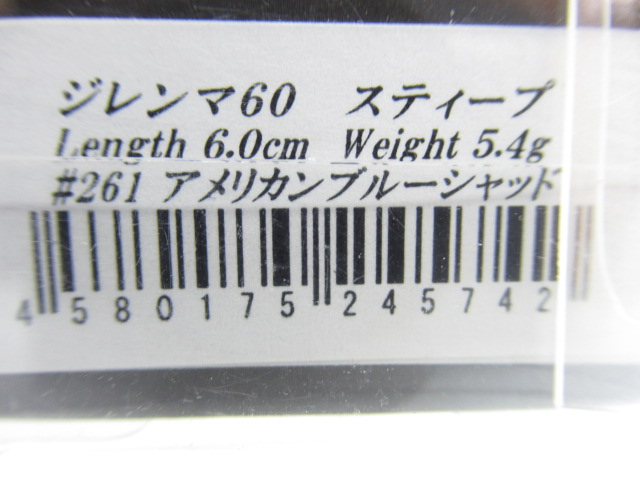 ジレンマ60 スティープ
Length 6.0cm Weight 5.4g
#261 アメリカンブルーシャッド
4 580175 245742